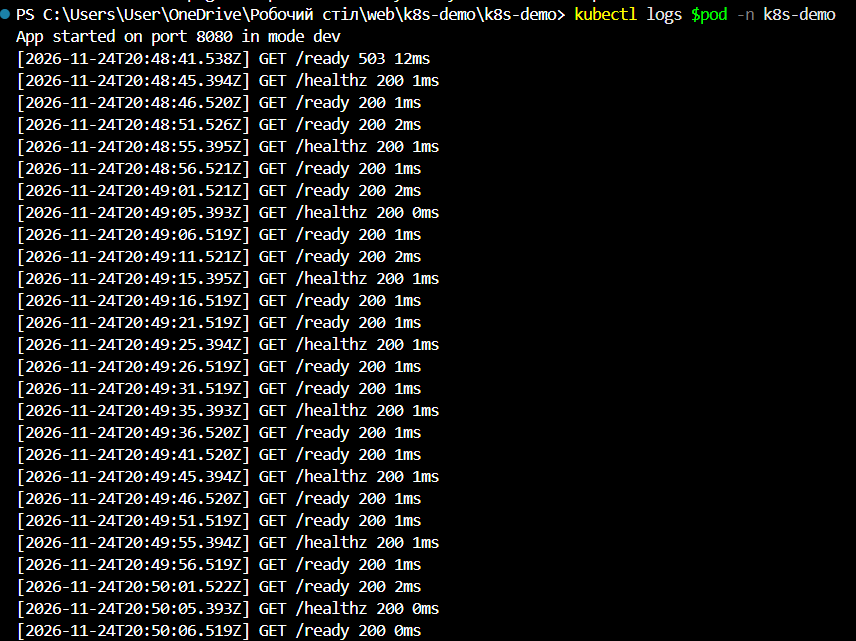 PS C:\Users\User\OneDrive\Робочий стіл\web\k8s-demo\k8s-demo> kubectl logs $pod -n k8s-demo
App started on port 8080 in mode dev
[2026-11-24T20:48:41.538Z] GET /ready 503 12ms
[2026-11-24T20:48:45.394Z] GET /healthz 200 1ms
[2026-11-24T20:48:46.520Z] GET /ready 200 1ms
[2026-11-24T20:48:51.526Z] GET /ready 200 2ms
[2026-11-24T20:48:55.395Z] GET /healthz 200 1ms
[2026-11-24T20:48:56.521Z] GET /ready 200 1ms
[2026-11-24T20:49:01.521Z] GET /ready 200 2ms
[2026-11-24T20:49:05.393Z] GET /healthz 200 0ms
[2026-11-24T20:49:06.519Z] GET /ready 200 1ms
[2026-11-24T20:49:11.521Z] GET /ready 200 2ms
[2026-11-24T20:49:15.395Z] GET /healthz 200 1ms
[2026-11-24T20:49:16.519Z] GET /ready 200 1ms
[2026-11-24T20:49:21.519Z] GET /ready 200 1ms
[2026-11-24T20:49:25.394Z] GET /healthz 200 1ms
[2026-11-24T20:49:26.519Z] GET /ready 200 1ms
[2026-11-24T20:49:31.519Z] GET /ready 200 1ms
[2026-11-24T20:49:35.393Z] GET /healthz 200 1ms
[2026-11-24T20:49:36.520Z] GET /ready 200 1ms
[2026-11-24T20:49:41.520Z] GET /ready 200 1ms
[2026-11-24T20:49:45.394Z] GET /healthz 200 1ms
[2026-11-24T20:49:46.520Z] GET /ready 200 1ms
[2026-11-24T20:49:51.519Z] GET /ready 200 1ms
[2026-11-24T20:49:55.394Z] GET /healthz 200 1ms
[2026-11-24T20:49:56.519Z] GET /ready 200 1ms
[2026-11-24T20:50:01.522Z] GET /ready 200 2ms
[2026-11-24T20:50:05.393Z] GET /healthz 200 0ms
[2026-11-24T20:50:06.519Z] GET /ready 200 0ms